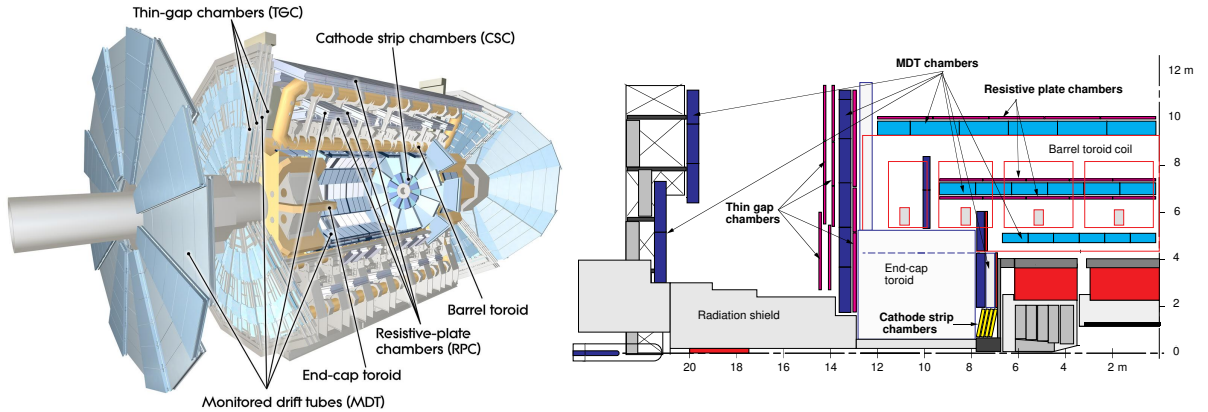 Thin-gap chambers (TGC)
Cathode strip chambers (CSC)
Barrel toroid
Resistive-plate
chambers (RPC)
End-cap toroid
Monitored drift tubes (MDT)
MDT chambers
Resistive plate chambers
Barrel toroid coil
Thin gap
chambers
End-cap
toroid
Radiation shield
Cathode strip
chambers
12 m
10
8
6
4
2
0
20
18
16
14
12
10
8
6
4
2 m